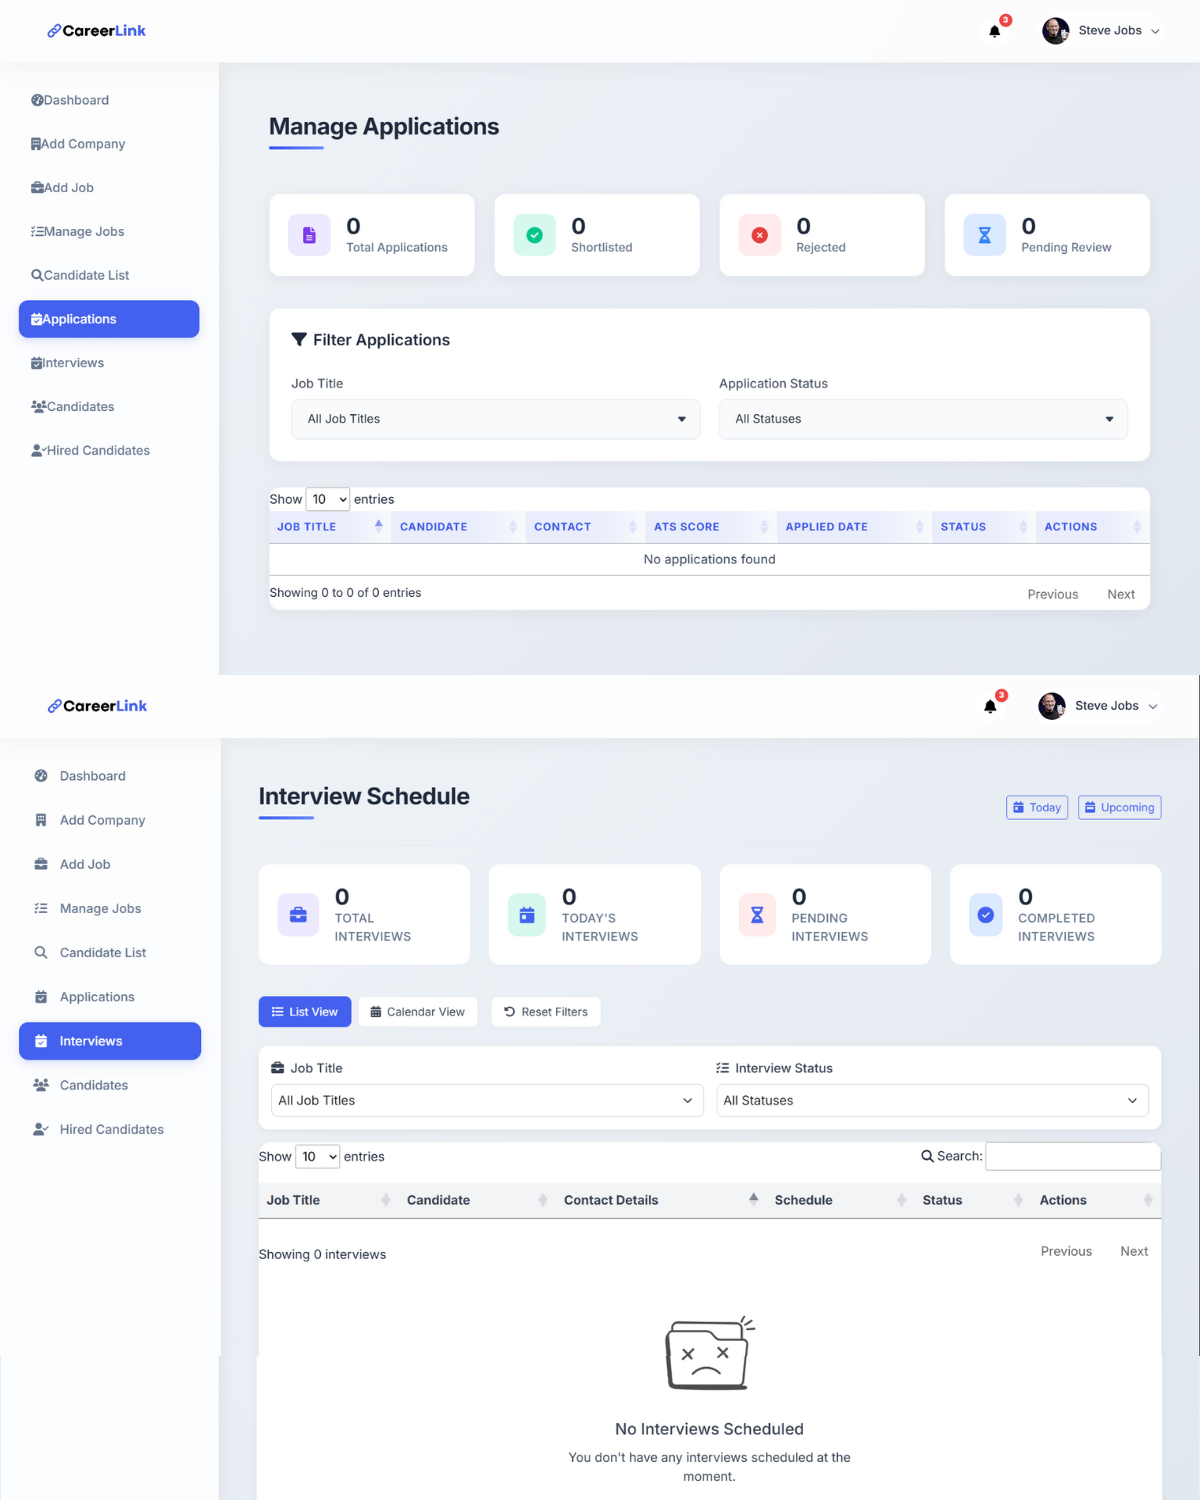 CareerLink
3
Steve Jobs
Dashboard
Add Company
Add Job
Manage Jobs
Candidate List
Applications
Interviews
Candidates
Hired Candidates
Manage Applications
0
Total Applications
0
Shortlisted
0
Rejected
0
Pending Review
Filter Applications
Job Title
All Job Titles
Application Status
All Statuses
Show 10 entries
JOB TITLE CANDIDATE CONTACT ATS SCORE APPLIED DATE STATUS ACTIONS
No applications found
Showing 0 to 0 of 0 entries
Previous Next
CareerLink
3
Steve Jobs
Dashboard
Add Company
Add Job
Manage Jobs
Candidate List
Applications
Interviews
Candidates
Hired Candidates
Interview Schedule
Today
Upcoming
0
TOTAL
INTERVIEWS
0
TODAY'S
INTERVIEWS
0
PENDING
INTERVIEWS
0
COMPLETED
INTERVIEWS
List View
Calendar View
Reset Filters
Job Title
All Job Titles
Interview Status
All Statuses
Show 10 entries
Search:
Job Title Candidate Contact Details Schedule Status Actions
Showing 0 interviews
Previous Next
No Interviews Scheduled
You don't have any interviews scheduled at the
moment.